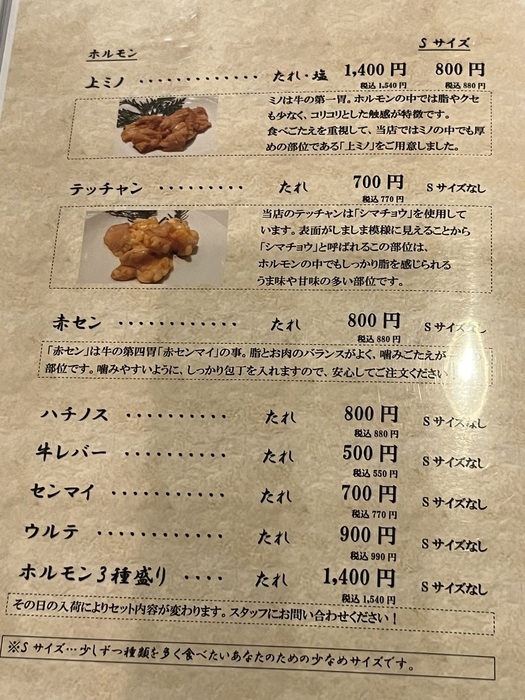 ホルモン
Sサイズ
上ミノ ・・・・・・・・・・・・・ たれ・塩 1,400円 800円
税込1,540円 税込880円
ミノは牛の第一胃。ホルモンの中では脂やクセ
も少なく、コリコリとした触感が特徴です。
食べごたえを重視して、当店ではミノの中でも厚
めの部位である「上ミノ」をご用意しました。
テッチャン ・・・・・・・・・ たれ 700円 Sサイズなし
税込770円
当店のテッチャンは「シマチョウ」を使用して
います。表面がしましま模様に見えることから
「シマチョウ」と呼ばれるこの部位は、
ホルモンの中でもしっかり脂を感じられる
うま味や甘味の多い部位です。
赤セン ・・・・・・・・・・・・ たれ 800円 Sサイズなし
税込880円
「赤セン」は牛の第四胃「赤センマイ」の事。脂とお肉のバランスがよく、噛みごたえが
部位です。噛みやすいように、しっかり包丁を入れますので、安心してご注文ください
ハチノス ・・・・・・・・・・ たれ 800円 Sサイズなし
税込880円
牛レバー ・・・・・・・・・・ たれ 500円 Sサイズなし
税込550円
センマイ ・・・・・・・・・・・ たれ 700円 Sサイズなし
税込770円
ウルテ ・・・・・・・・・・・ たれ 900円 Sサイズなし
税込990円
ホルモン3種盛り ・・・・ たれ 1,400円 Sサイズなし
税込1,540円
その日の入荷によりセット内容が変わります。スタッフにお問い合わせください!
※Sサイズ…少しずつ種類を多く食べたいあなたのための少なめサイズです。